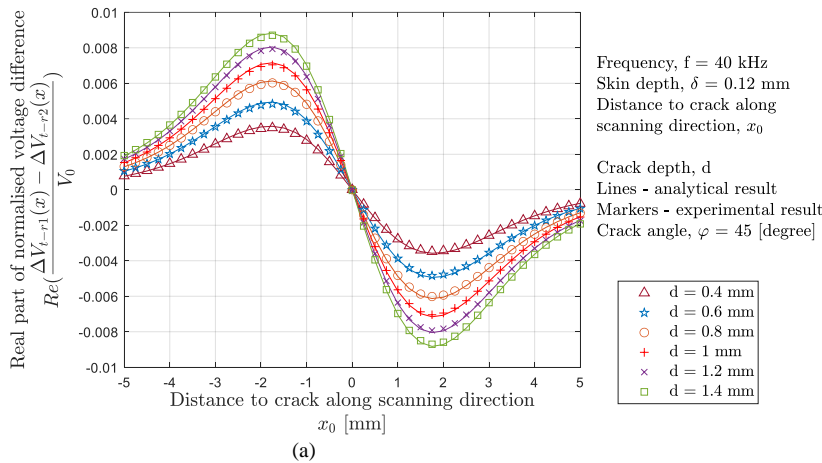 Real part of normalised voltage difference
Re(ΔV_{t-r1}(x) − ΔV_{t-r2}(x) / V_0)
0.01
0.008
0.006
0.004
0.002
0
-0.002
-0.004
-0.006
-0.008
-0.01
-5 -4 -3 -2 -1 0 1 2 3 4 5
Distance to crack along scanning direction
x_0 [mm]
(a)
Frequency, f = 40 kHz
Skin depth, δ = 0.12 mm
Distance to crack along
scanning direction, x_0
Crack depth, d
Lines - analytical result
Markers - experimental result
Crack angle, φ = 45 [degree]
d = 0.4 mm
d = 0.6 mm
d = 0.8 mm
d = 1 mm
d = 1.2 mm
d = 1.4 mm